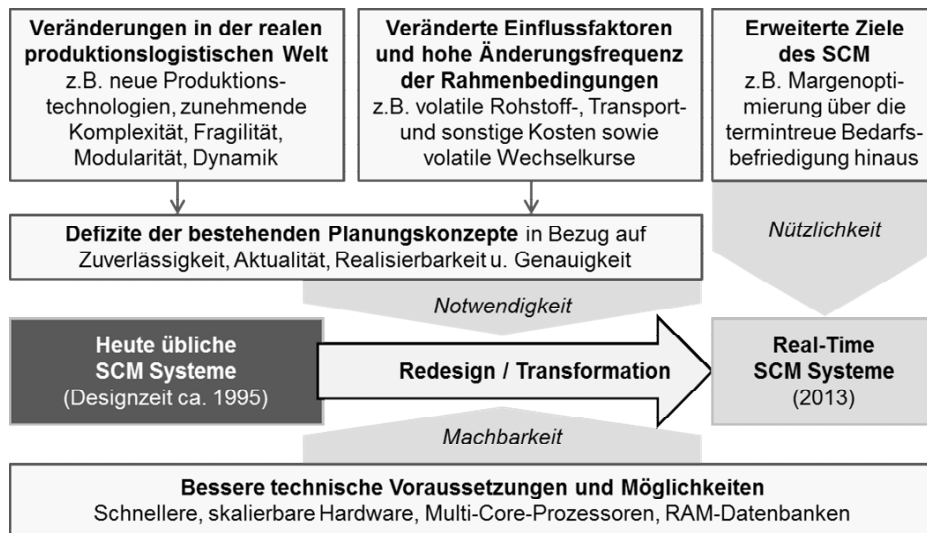 Veränderungen in der realen
produktionslogistischen Welt
z.B. neue Produktions-
technologien, zunehmende
Komplexität, Fragilität,
Modularität, Dynamik
Veränderte Einflussfaktoren
und hohe Änderungsfrequenz
der Rahmenbedingungen
z.B. volatile Rohstoff-, Transport-
und sonstige Kosten sowie
volatile Wechselkurse
Erweiterte Ziele
des SCM
z.B. Margenopti-
mierung über die
termintreue Bedarfs-
befriedigung hinaus
Defizite der bestehenden Planungskonzepte in Bezug auf
Zuverlässigkeit, Aktualität, Realisierbarkeit u. Genauigkeit
Nützlichkeit
Notwendigkeit
Heute übliche
SCM Systeme
(Designzeit ca. 1995)
Redesign / Transformation
Real-Time
SCM Systeme
(2013)
Machbarkeit
Bessere technische Voraussetzungen und Möglichkeiten
Schnellere, skalierbare Hardware, Multi-Core-Prozessoren, RAM-Datenbanken